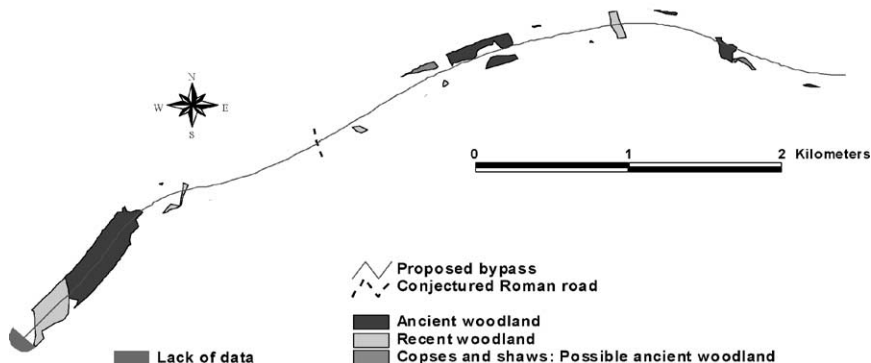 N
W E
S
0 1 2 Kilometers
Proposed bypass
Conjectured Roman road
Ancient woodland
Recent woodland
Lack of data Copses and shaws: Possible ancient woodland